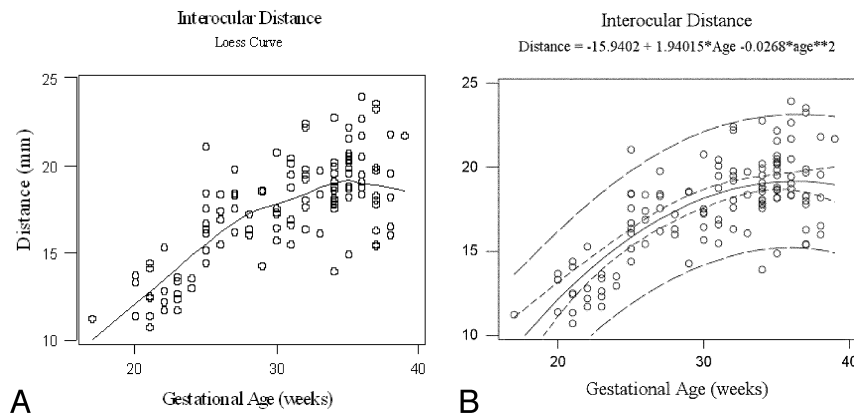 Interocular Distance
Loess Curve
25
20
15
10
Distance (mm)
20
30
40
Gestational Age (weeks)
A
Interocular Distance
Distance = -15.9402 + 1.94015*Age -0.0268*age**2
25
20
15
10
20
30
40
Gestational Age (weeks)
B